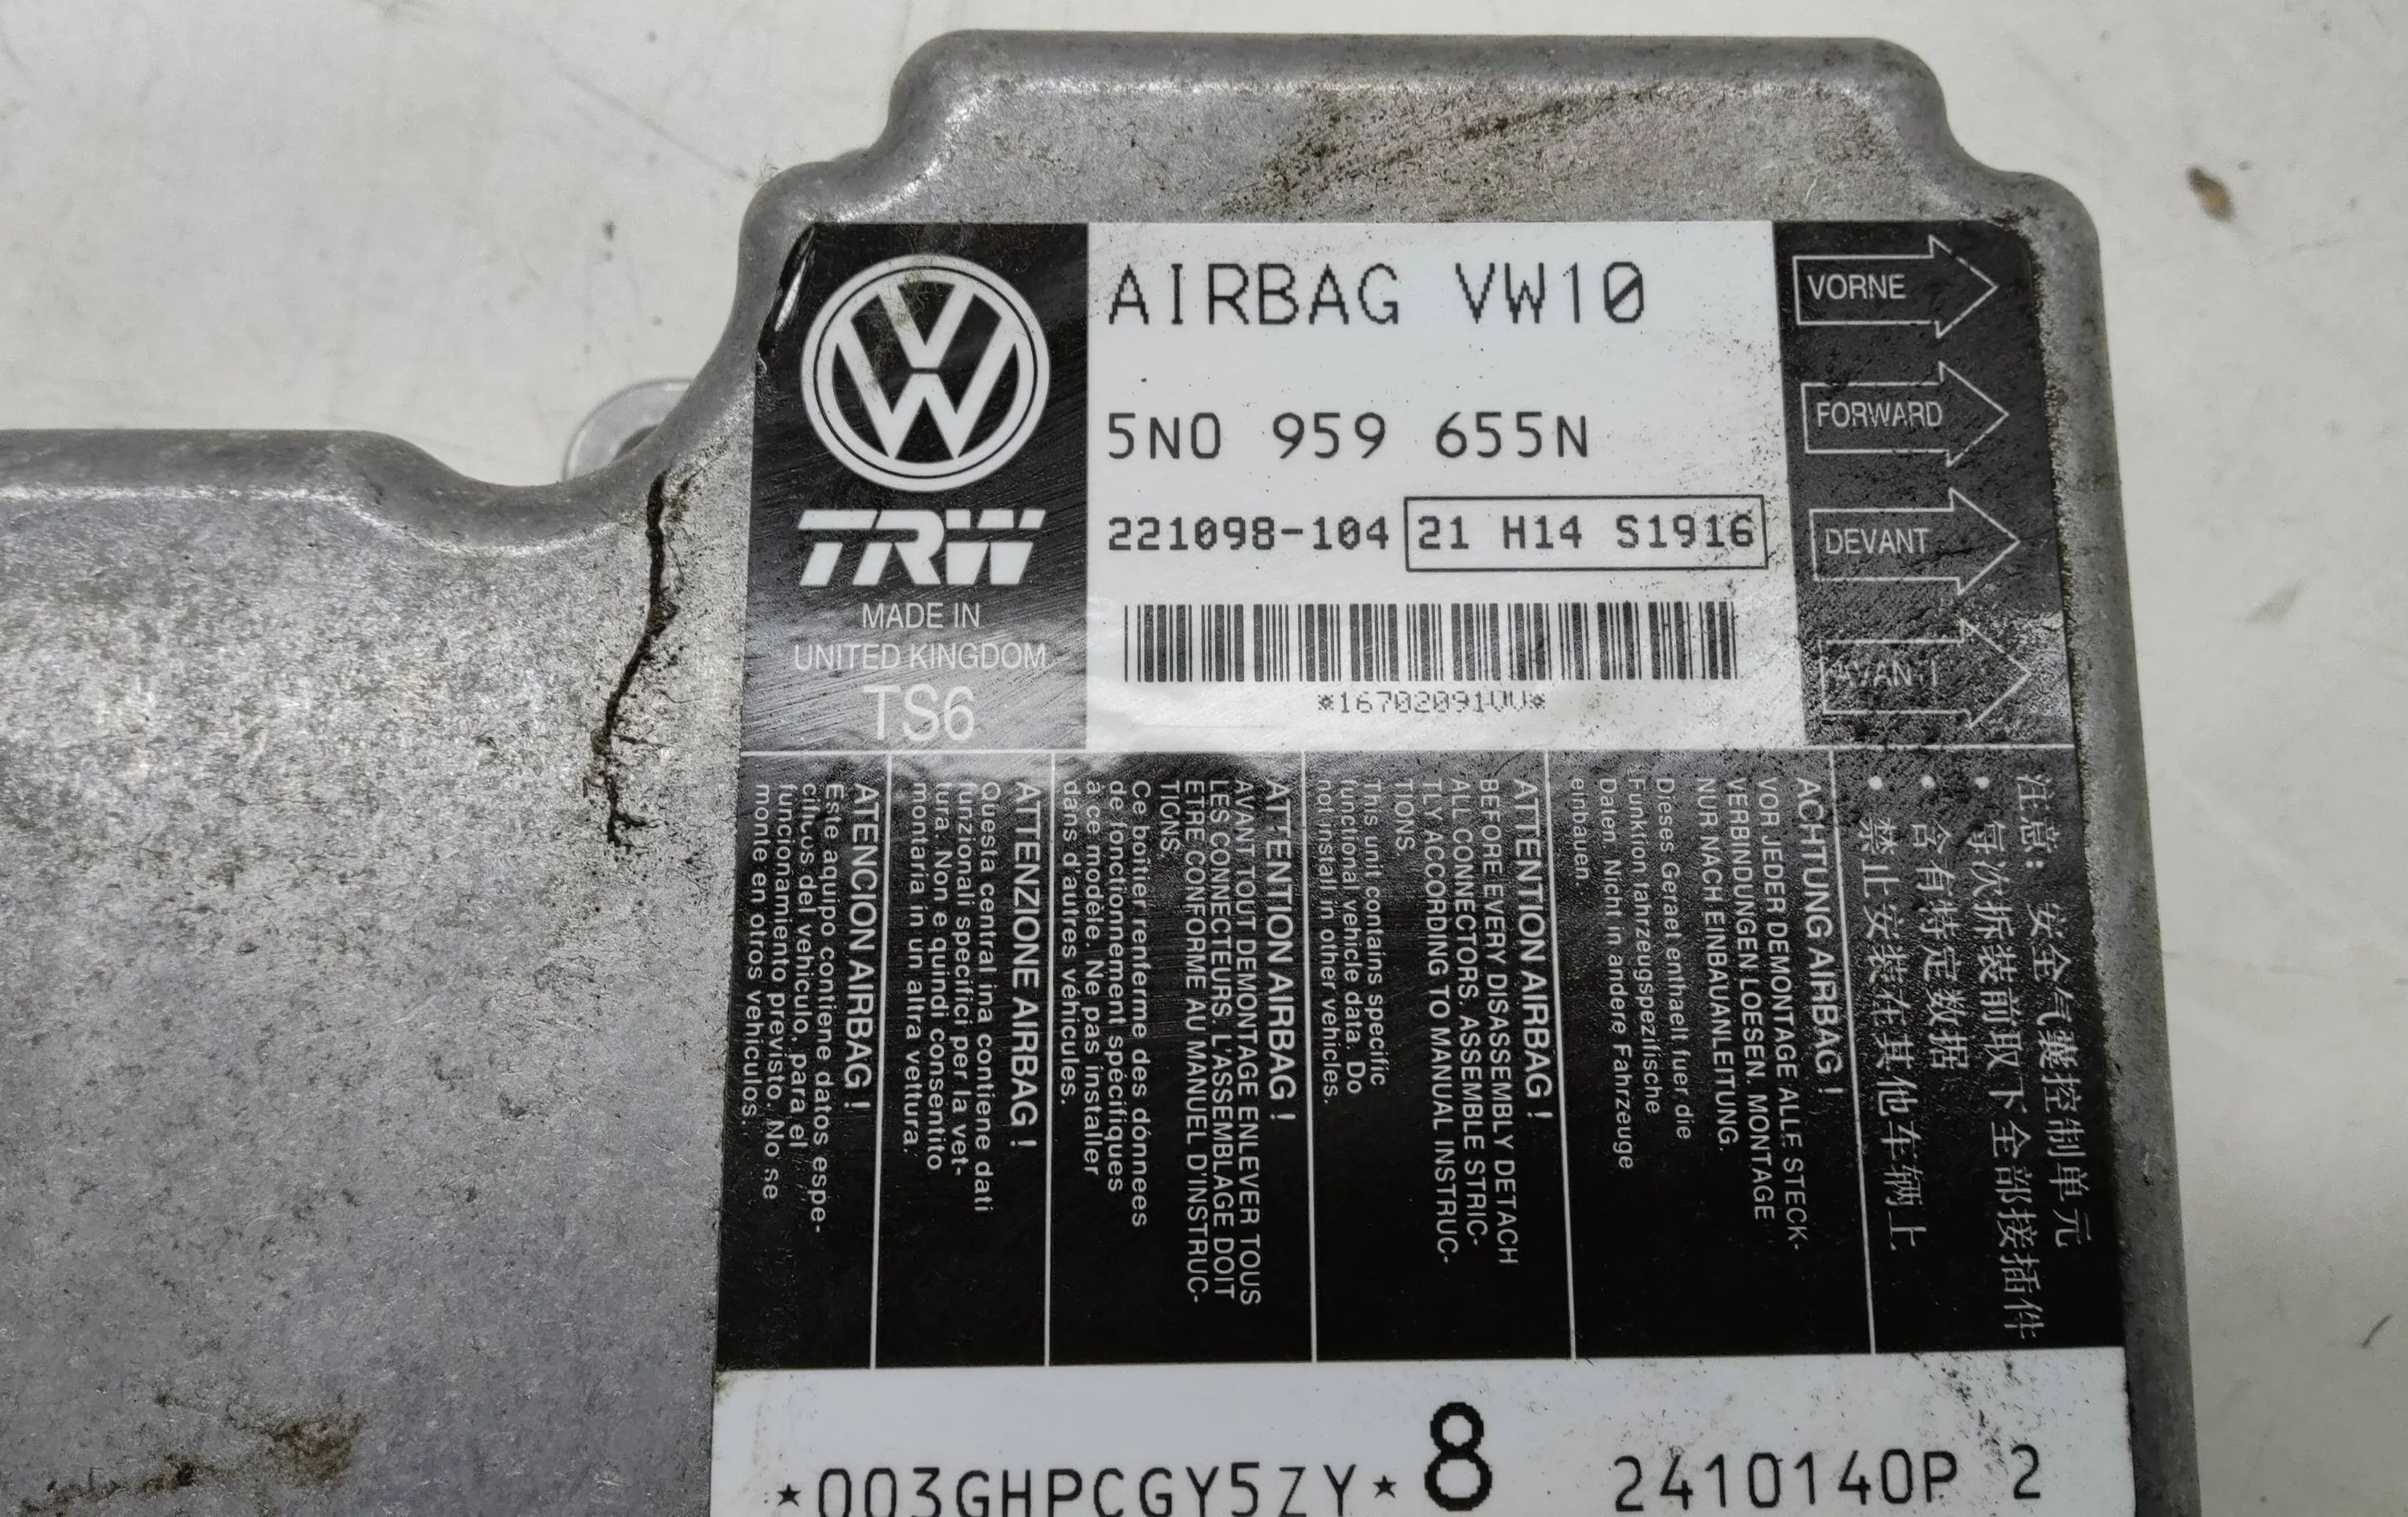 AIRBAG VW10
5N0 959 655N
221098-104 21 H14 S1916
TRW
MADE IN
UNITED KINGDOM
TS6
VORNE
FORWARD
DEVANT
AVANTI
注意: 安全气囊控制单元
• 每次拆装前取下全部接插件
• 含有特定数据
• 禁止安装在其他车辆上
ACHTUNG AIRBAG !
VOR JEDER DEMONTAGE ALLE STECK-
VERBINDUNGEN LOESEN. MONTAGE
NUR NACH EINBAUANLEITUNG.
Dieses Geraet enthaelt fuer die
Funktion fahrzeugspezifische
Daten. Nicht in andere Fahrzeuge
einbauen.
ATTENTION AIRBAG !
BEFORE EVERY DISASSEMBLY DETACH
ALL CONNECTORS. ASSEMBLE STRIC-
TLY ACCORDING TO MANUAL INSTRUC-
TIONS
This unit contains specific
functional vehicle data. Do
not install in other vehicles.
ATTENTION AIRBAG !
AVANT TOUT DEMONTAGE ENLEVER TOUS
LES CONNECTEURS. L'ASSEMBLAGE DOIT
ETRE CONFORME AU MANUEL D'INSTRUC-
TIONS
Ce boîtier renferme des dónnees
de fonctionnement spécifiques
à ce modèle. Ne pas installer
dans d'autres véhicules.
ATTENZIONE AIRBAG !
Questa central ina contiene dati
funzionali specifici per la vet-
tura. Non e quindi consentito
montaria in un altra vettura.
ATENCION AIRBAG !
Este aquipo contiene datos espe-
cificos del vehiculo, para el
funcionamiento previsto. No se
monte en otros vehiculos.
*003GHPCGY5ZY* 8 2410140P 2